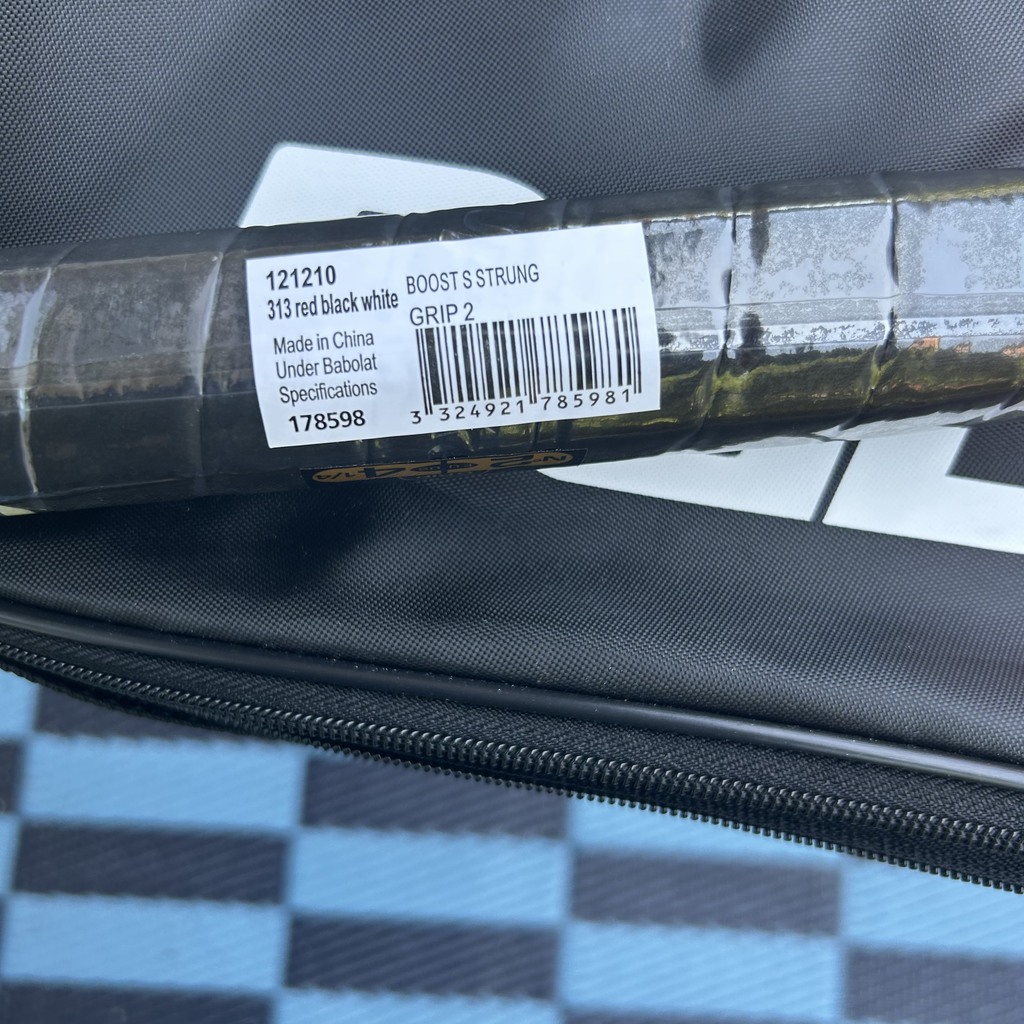 121210
313 red black white
BOOST S STRUNG
GRIP 2
Made in China
Under Babolat
Specifications
178598
3 324921 785981